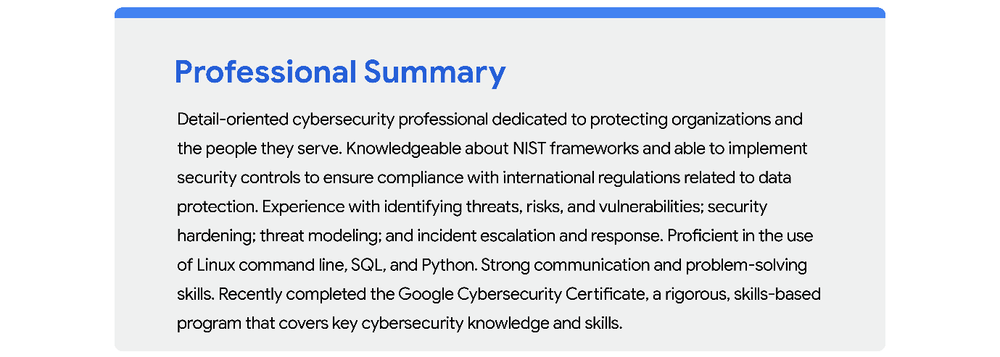 Professional Summary
Detail-oriented cybersecurity professional dedicated to protecting organizations and
the people they serve. Knowledgeable about NIST frameworks and able to implement
security controls to ensure compliance with international regulations related to data
protection. Experience with identifying threats, risks, and vulnerabilities; security
hardening; threat modeling; and incident escalation and response. Proficient in the use
of Linux command line, SQL, and Python. Strong communication and problem-solving
skills. Recently completed the Google Cybersecurity Certificate, a rigorous, skills-based
program that covers key cybersecurity knowledge and skills.